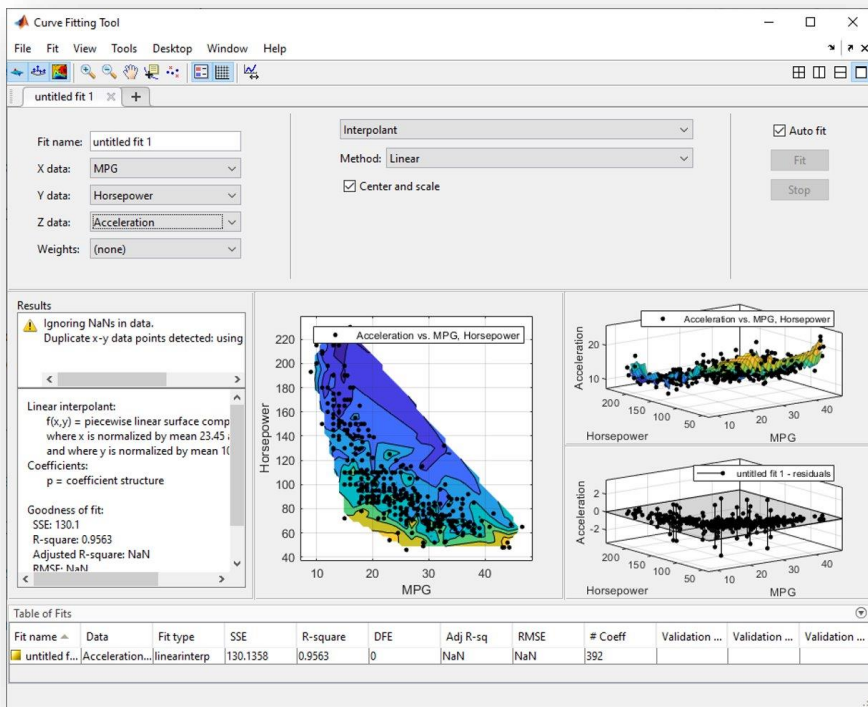 Curve Fitting Tool
File Fit View Tools Desktop Window Help
untitled fit 1
Fit name: untitled fit 1
X data: MPG
Y data: Horsepower
Z data: Acceleration
Weights: (none)
Interpolant
Method: Linear
Center and scale
Auto fit
Fit
Stop
Results
Ignoring NaNs in data.
Duplicate x-y data points detected: using
Linear interpolant:
f(x,y) = piecewise linear surface comp
where x is normalized by mean 23.45
and where y is normalized by mean 10
Coefficients:
p = coefficient structure
Goodness of fit:
SSE: 130.1
R-square: 0.9563
Adjusted R-square: NaN
RMSE: NaN
Acceleration vs. MPG, Horsepower
220
200
180
160
140
120
100
80
60
40
Horsepower
10 20 30 40
MPG
Acceleration vs. MPG, Horsepower
Acceleration
20
10
200 150 100 50
Horsepower
10 20 30 40
MPG
untitled fit 1 - residuals
Acceleration
2
0
-2
200 150 100 50
Horsepower
10 20 30 40
MPG
Table of Fits
Fit name Data Fit type SSE R-square DFE Adj R-sq RMSE # Coeff Validation ... Validation ... Validation ...
untitled f... Acceleration... linearinterp 130.1358 0.9563 0 NaN NaN 392